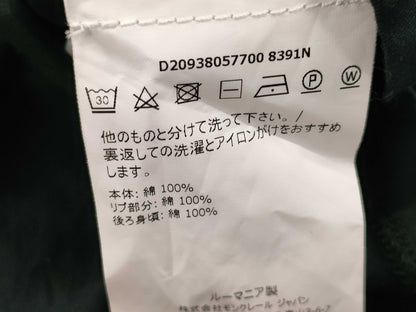 D20938057700 8391N
30
P
W
他のものと分けて洗って下さい。/
裏返しての洗濯とアイロンがけをおすすめ
します。
本体: 綿 100%
リブ部分: 綿 100%
後ろ身頃: 綿 100%
ルーマニア製
株式会社モンクレール ジャパン